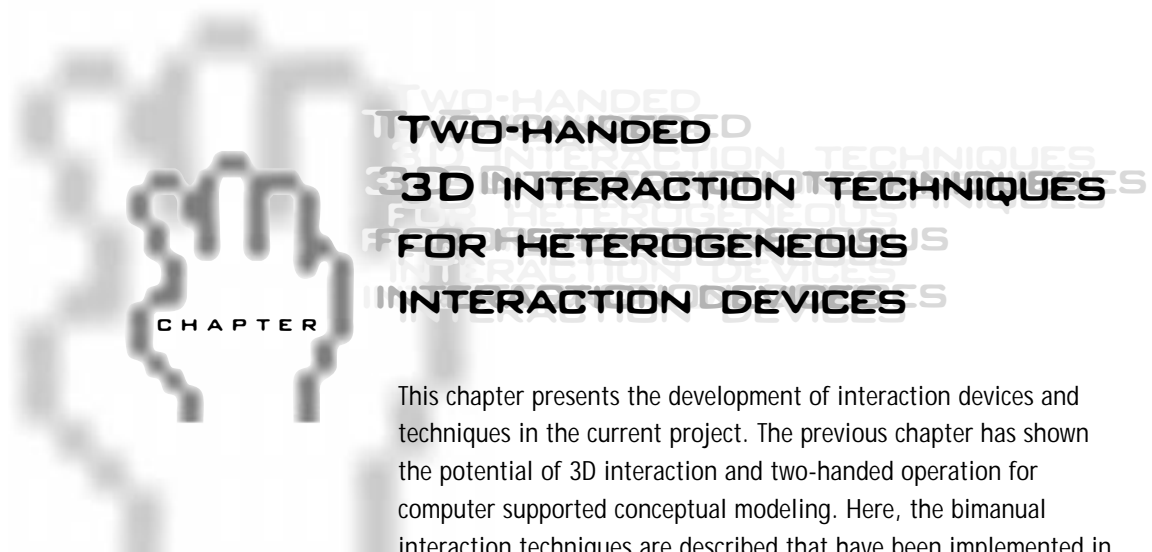 TWO-HANDED
3D INTERACTION TECHNIQUES
FOR HETEROGENEOUS
INTERACTION DEVICES
CHAPTER
This chapter presents the development of interaction devices and
techniques in the current project. The previous chapter has shown
the potential of 3D interaction and two-handed operation for
computer supported conceptual modeling. Here, the bimanual
interaction techniques are described that have been implemented in